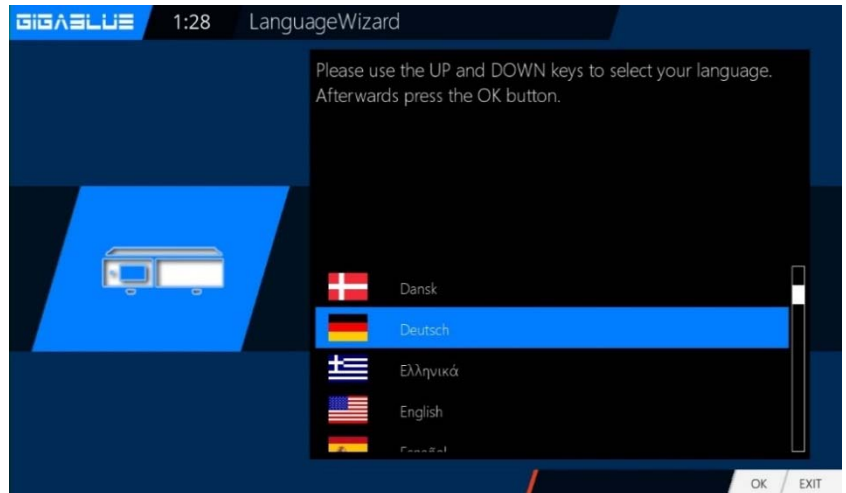 GIGABLUE 1:28 LanguageWizard
Please use the UP and DOWN keys to select your language.
Afterwards press the OK button.
Dansk
Deutsch
Ελληνικά
English
Español
OK EXIT